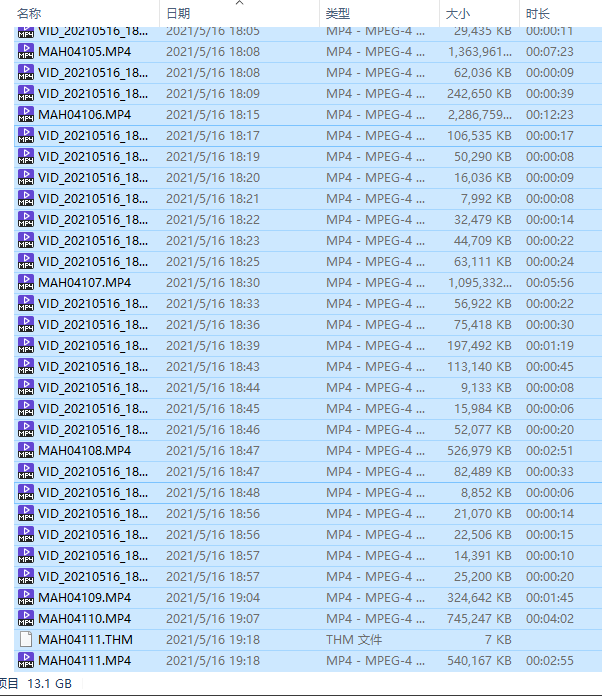 名称 日期 类型 大小 时长
VID_20210516_18... 2021/5/16 18:05 MP4 - MPEG-4 ... 29,435 KB 00:00:11
MAH04105.MP4 2021/5/16 18:08 MP4 - MPEG-4 ... 1,363,961... 00:07:23
VID_20210516_18... 2021/5/16 18:08 MP4 - MPEG-4 ... 62,036 KB 00:00:09
VID_20210516_18... 2021/5/16 18:09 MP4 - MPEG-4 ... 242,650 KB 00:00:39
MAH04106.MP4 2021/5/16 18:15 MP4 - MPEG-4 ... 2,286,759... 00:12:23
VID_20210516_18... 2021/5/16 18:17 MP4 - MPEG-4 ... 106,535 KB 00:00:17
VID_20210516_18... 2021/5/16 18:19 MP4 - MPEG-4 ... 50,290 KB 00:00:08
VID_20210516_18... 2021/5/16 18:20 MP4 - MPEG-4 ... 16,036 KB 00:00:09
VID_20210516_18... 2021/5/16 18:21 MP4 - MPEG-4 ... 7,992 KB 00:00:08
VID_20210516_18... 2021/5/16 18:22 MP4 - MPEG-4 ... 32,479 KB 00:00:14
VID_20210516_18... 2021/5/16 18:23 MP4 - MPEG-4 ... 44,709 KB 00:00:22
VID_20210516_18... 2021/5/16 18:25 MP4 - MPEG-4 ... 63,111 KB 00:00:24
MAH04107.MP4 2021/5/16 18:30 MP4 - MPEG-4 ... 1,095,332... 00:05:56
VID_20210516_18... 2021/5/16 18:33 MP4 - MPEG-4 ... 56,922 KB 00:00:22
VID_20210516_18... 2021/5/16 18:36 MP4 - MPEG-4 ... 75,418 KB 00:00:30
VID_20210516_18... 2021/5/16 18:39 MP4 - MPEG-4 ... 197,492 KB 00:01:19
VID_20210516_18... 2021/5/16 18:43 MP4 - MPEG-4 ... 113,140 KB 00:00:45
VID_20210516_18... 2021/5/16 18:44 MP4 - MPEG-4 ... 9,133 KB 00:00:08
VID_20210516_18... 2021/5/16 18:45 MP4 - MPEG-4 ... 15,984 KB 00:00:06
VID_20210516_18... 2021/5/16 18:46 MP4 - MPEG-4 ... 52,077 KB 00:00:20
MAH04108.MP4 2021/5/16 18:47 MP4 - MPEG-4 ... 526,979 KB 00:02:51
VID_20210516_18... 2021/5/16 18:47 MP4 - MPEG-4 ... 82,489 KB 00:00:33
VID_20210516_18... 2021/5/16 18:48 MP4 - MPEG-4 ... 8,852 KB 00:00:06
VID_20210516_18... 2021/5/16 18:56 MP4 - MPEG-4 ... 21,070 KB 00:00:14
VID_20210516_18... 2021/5/16 18:56 MP4 - MPEG-4 ... 22,506 KB 00:00:15
VID_20210516_18... 2021/5/16 18:57 MP4 - MPEG-4 ... 14,391 KB 00:00:10
VID_20210516_18... 2021/5/16 18:57 MP4 - MPEG-4 ... 25,200 KB 00:00:20
MAH04109.MP4 2021/5/16 19:04 MP4 - MPEG-4 ... 324,642 KB 00:01:45
MAH04110.MP4 2021/5/16 19:07 MP4 - MPEG-4 ... 745,247 KB 00:04:02
MAH04111.THM 2021/5/16 19:18 THM 文件 7 KB
MAH04111.MP4 2021/5/16 19:18 MP4 - MPEG-4 ... 540,167 KB 00:02:55
项目 13.1 GB